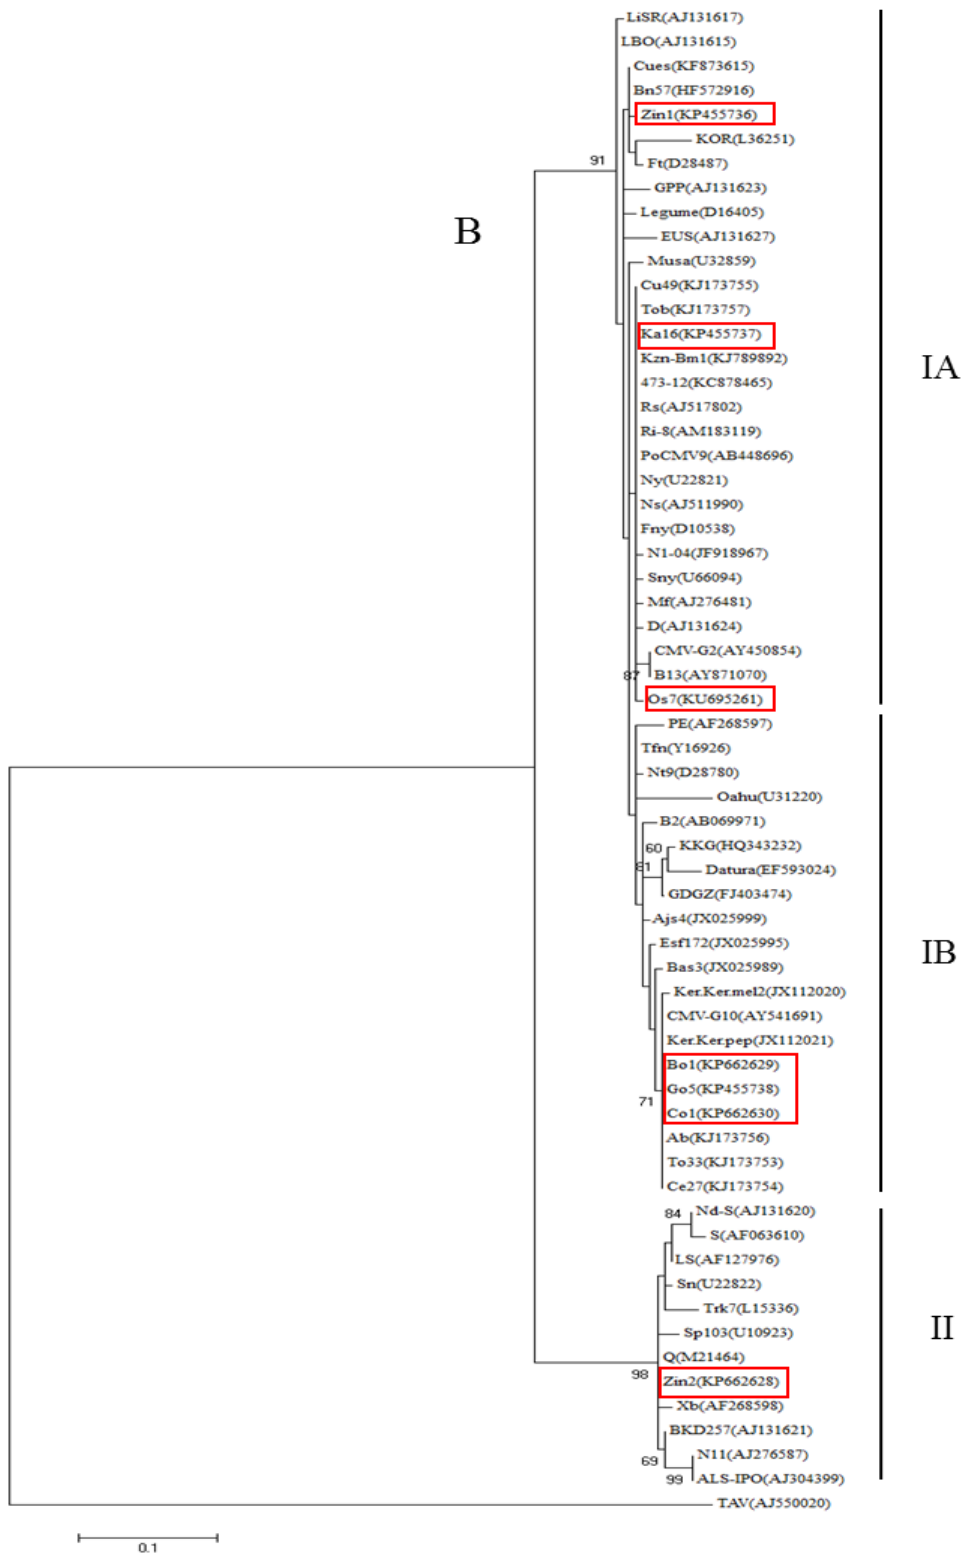 LiSR(AJ131617)
LBO(AJ131615)
Cues(KF873615)
Bn57(HF572916)
Zin1(KP455736)
KOR(L36251)
91
Ft(D28487)
GPP(AJ131623)
Legume(D16405)
B
EUS(AJ131627)
Musa(U32859)
Cu49(KJ173755)
Tob(KJ173757)
Ka16(KP455737)
Kzn-Bm1(KJ789892)
IA
473-12(KC878465)
Rs(AJ517802)
Ri-8(AM183119)
PoCMV9(AB448696)
Ny(U22821)
Ns(AJ511990)
Fny(D10538)
N1-04(JF918967)
Sny(U66094)
Mf(AJ276481)
D(AJ131624)
CMV-G2(AY450854)
87
B13(AY871070)
Os7(KU695261)
PE(AF268597)
Tfn(Y16926)
Nt9(D28780)
Oahu(U31220)
B2(AB069971)
60
KKG(HQ343232)
81
Datura(EF593024)
GDGZ(FJ403474)
Ajs4(JX025999)
Esf172(JX025995)
IB
Bas3(JX025989)
Ker.Ker.mel2(JX112020)
CMV-G10(AY541691)
Ker.Ker.pep(JX112021)
Bo1(KP662629)
Go5(KP455738)
71
Co1(KP662630)
Ab(KJ173756)
To33(KJ173753)
Ce27(KJ173754)
84
Nd-S(AJ131620)
S(AF063610)
LS(AF127976)
Sn(U22822)
Trk7(L15336)
II
Sp103(U10923)
Q(M21464)
98
Zin2(KP662628)
Xb(AF268598)
BKD257(AJ131621)
69
N11(AJ276587)
99
ALS-IPO(AJ304399)
TAV(AJ550020)
0.1